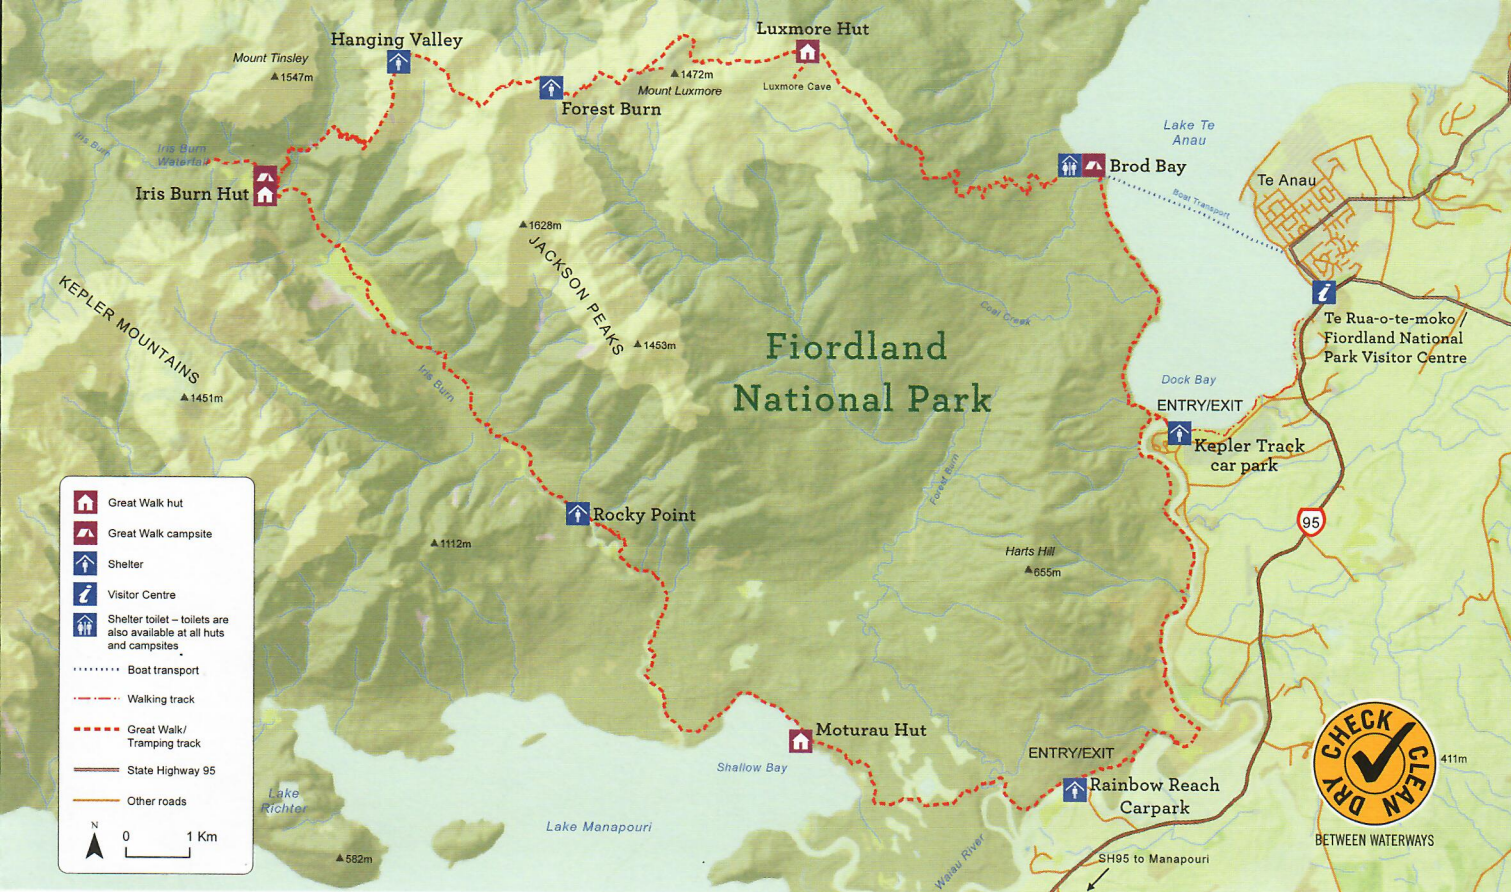 Luxmore Hut
Hanging Valley
Mount Tinsley
1547m
1472m
Mount Luxmore
Luxmore Cave
Forest Burn
Lake Te
Anau
Iris Burn
Iris Burn
Waterfall
Brod Bay
Te Anau
Iris Burn Hut
Boat Transport
1628m
JACKSON PEAKS
KEPLER MOUNTAINS
Coal Creek
Te Rua-o-te-moko /
Fiordland National
Park Visitor Centre
Fiordland
National Park
1453m
Iris Burn
Dock Bay
1451m
ENTRY/EXIT
Kepler Track
car park
Forest Burn
Rocky Point
95
1112m
Harts Hill
655m
Great Walk hut
Great Walk campsite
Shelter
Visitor Centre
Shelter toilet – toilets are
also available at all huts
and campsites
Boat transport
Walking track
Great Walk/
Tramping track
State Highway 95
Other roads
N
0 1 Km
Moturau Hut
Shallow Bay
ENTRY/EXIT
Rainbow Reach
Carpark
Lake
Richter
Lake Manapouri
582m
Waiau River
SH95 to Manapouri
CHECK
CLEAN
DRY
411m
BETWEEN WATERWAYS